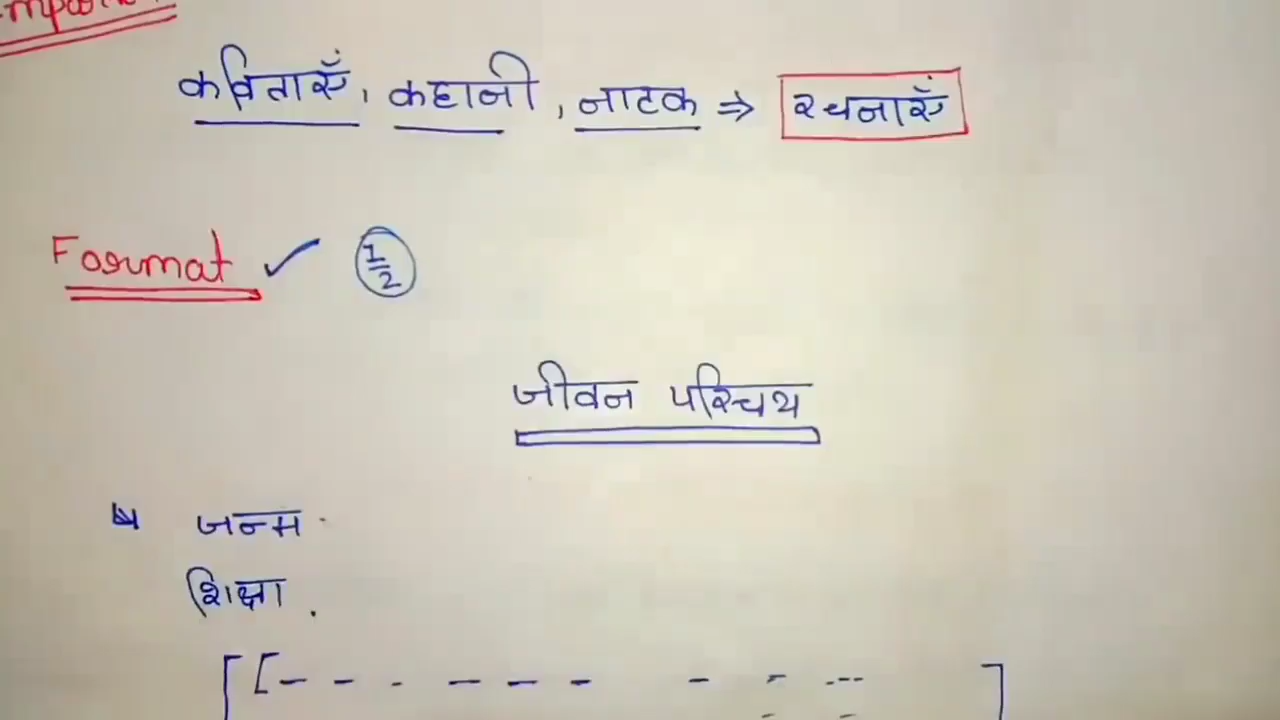 कविताएँ, कहानी, नाटक ⇒ रचनाएँ
Format ✓ 1/2
जीवन परिचय
जन्म
शिक्षा